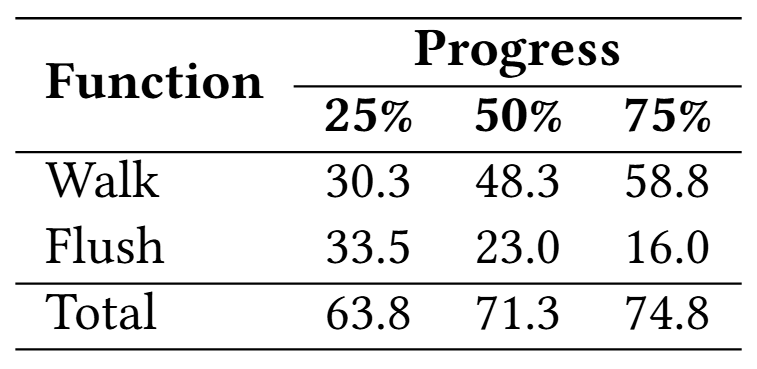 Function Progress
25% 50% 75%
Walk 30.3 48.3 58.8
Flush 33.5 23.0 16.0
Total 63.8 71.3 74.8